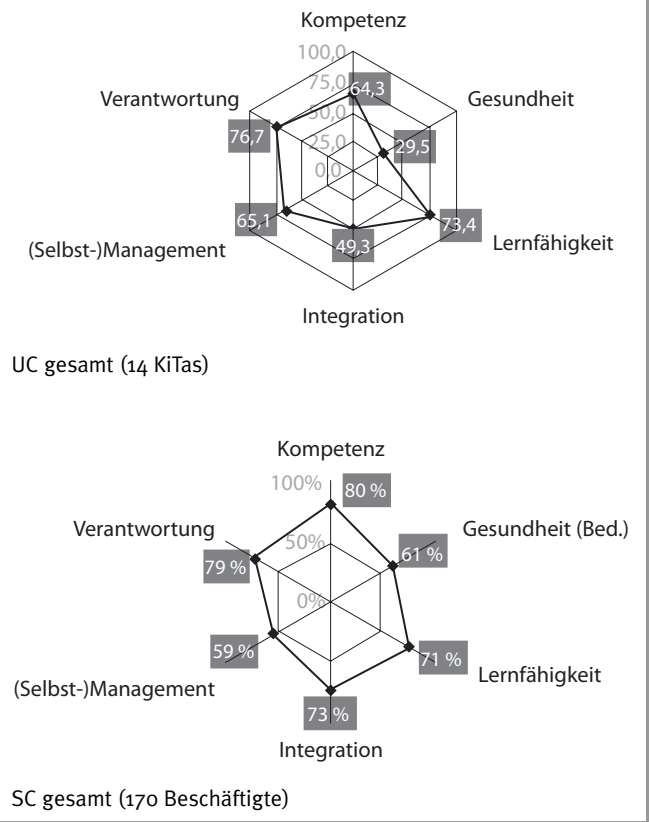 Kompetenz
100,0
75,0
64,3
50,0
25,0
0,0
Verantwortung
Gesundheit
76,7
29,5
65,1
73,4
49,3
(Selbst-)Management
Lernfähigkeit
Integration
UC gesamt (14 KiTas)
Kompetenz
100%
80 %
Verantwortung
Gesundheit (Bed.)
50%
61 %
79 %
0%
59 %
71 %
(Selbst-)Management
Lernfähigkeit
73 %
Integration
SC gesamt (170 Beschäftigte)